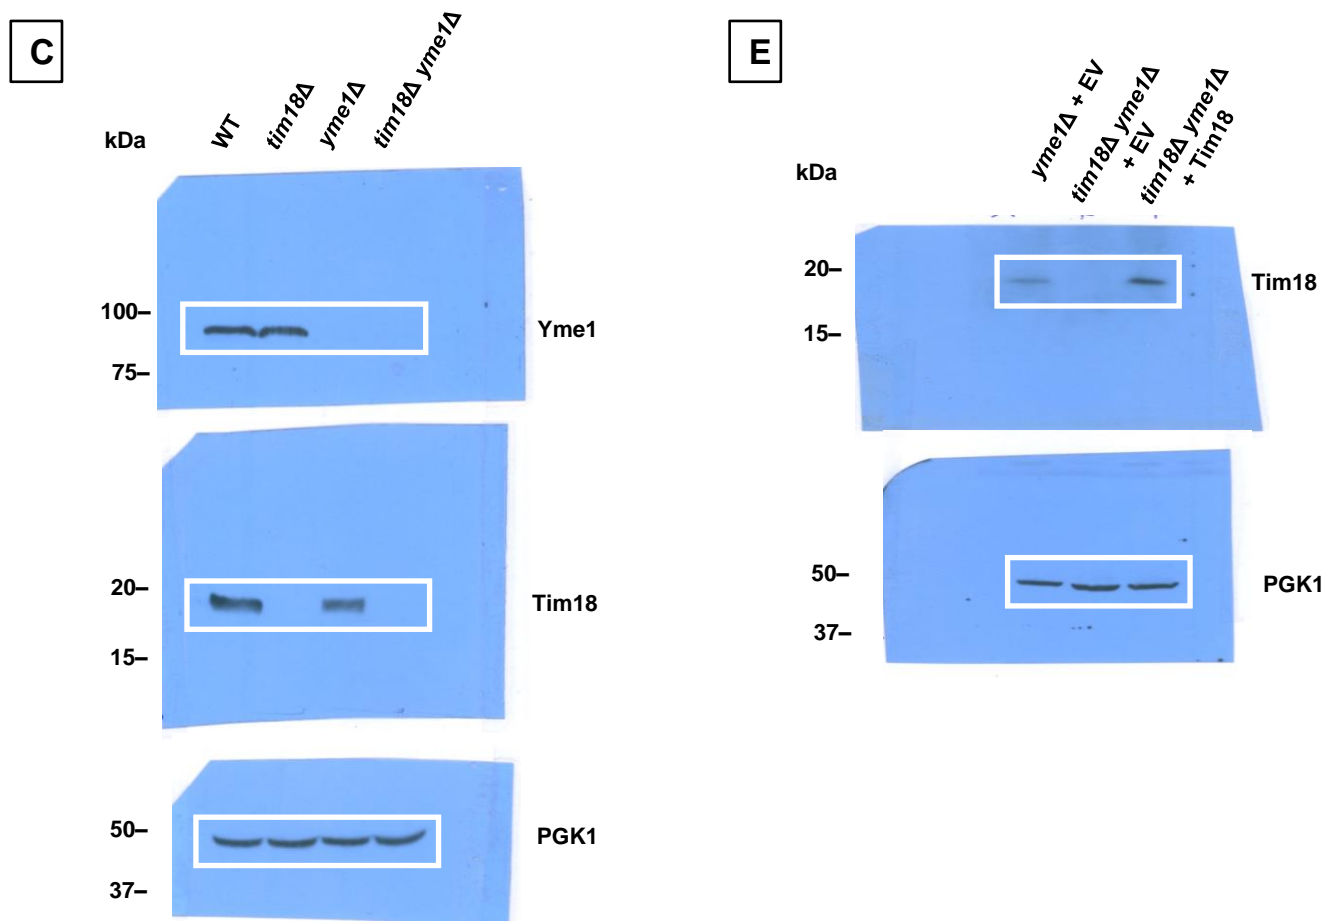 C
kDa
WT
tim18Δ
yme1Δ
tim18Δ yme1Δ
100–
75–
Yme1
20–
15–
Tim18
50–
37–
PGK1
E
kDa
yme1Δ + EV
tim18Δ yme1Δ
+ EV
tim18Δ yme1Δ
+ Tim18
20–
15–
Tim18
50–
37–
PGK1